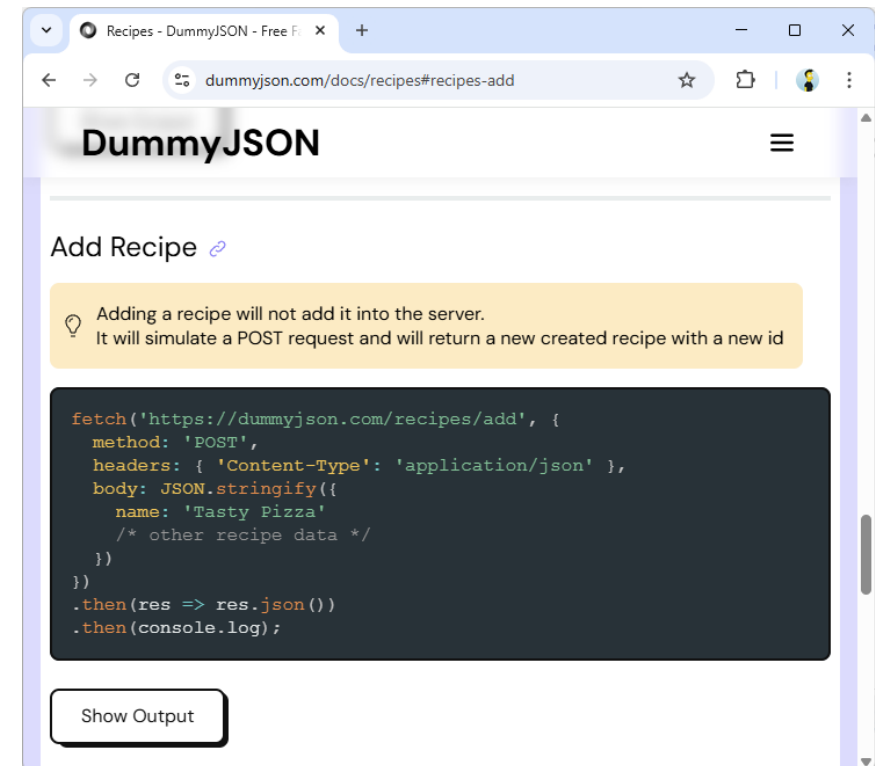 Recipes - DummyJSON - Free F
dummyjson.com/docs/recipes#recipes-add
DummyJSON
Add Recipe
Adding a recipe will not add it into the server.
It will simulate a POST request and will return a new created recipe with a new id
fetch('https://dummyjson.com/recipes/add', {
  method: 'POST',
  headers: { 'Content-Type': 'application/json' },
  body: JSON.stringify({
    name: 'Tasty Pizza'
    /* other recipe data */
  })
})
.then(res => res.json())
.then(console.log);
Show Output